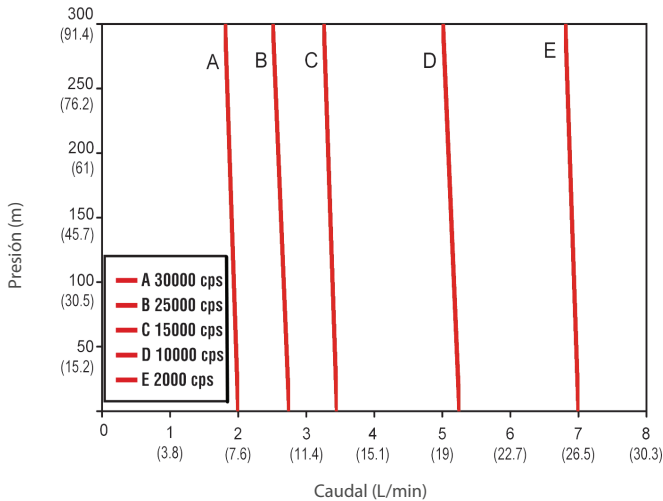 300
(91.4)
250
(76.2)
200
(61)
150
(45.7)
100
(30.5)
50
(15.2)
Presión (m)
A
B
C
D
E
A 30000 cps
B 25000 cps
C 15000 cps
D 10000 cps
E 2000 cps
0 1 2 3 4 5 6 7 8
(3.8) (7.6) (11.4) (15.1) (19) (22.7) (26.5) (30.3)
Caudal (L/min)